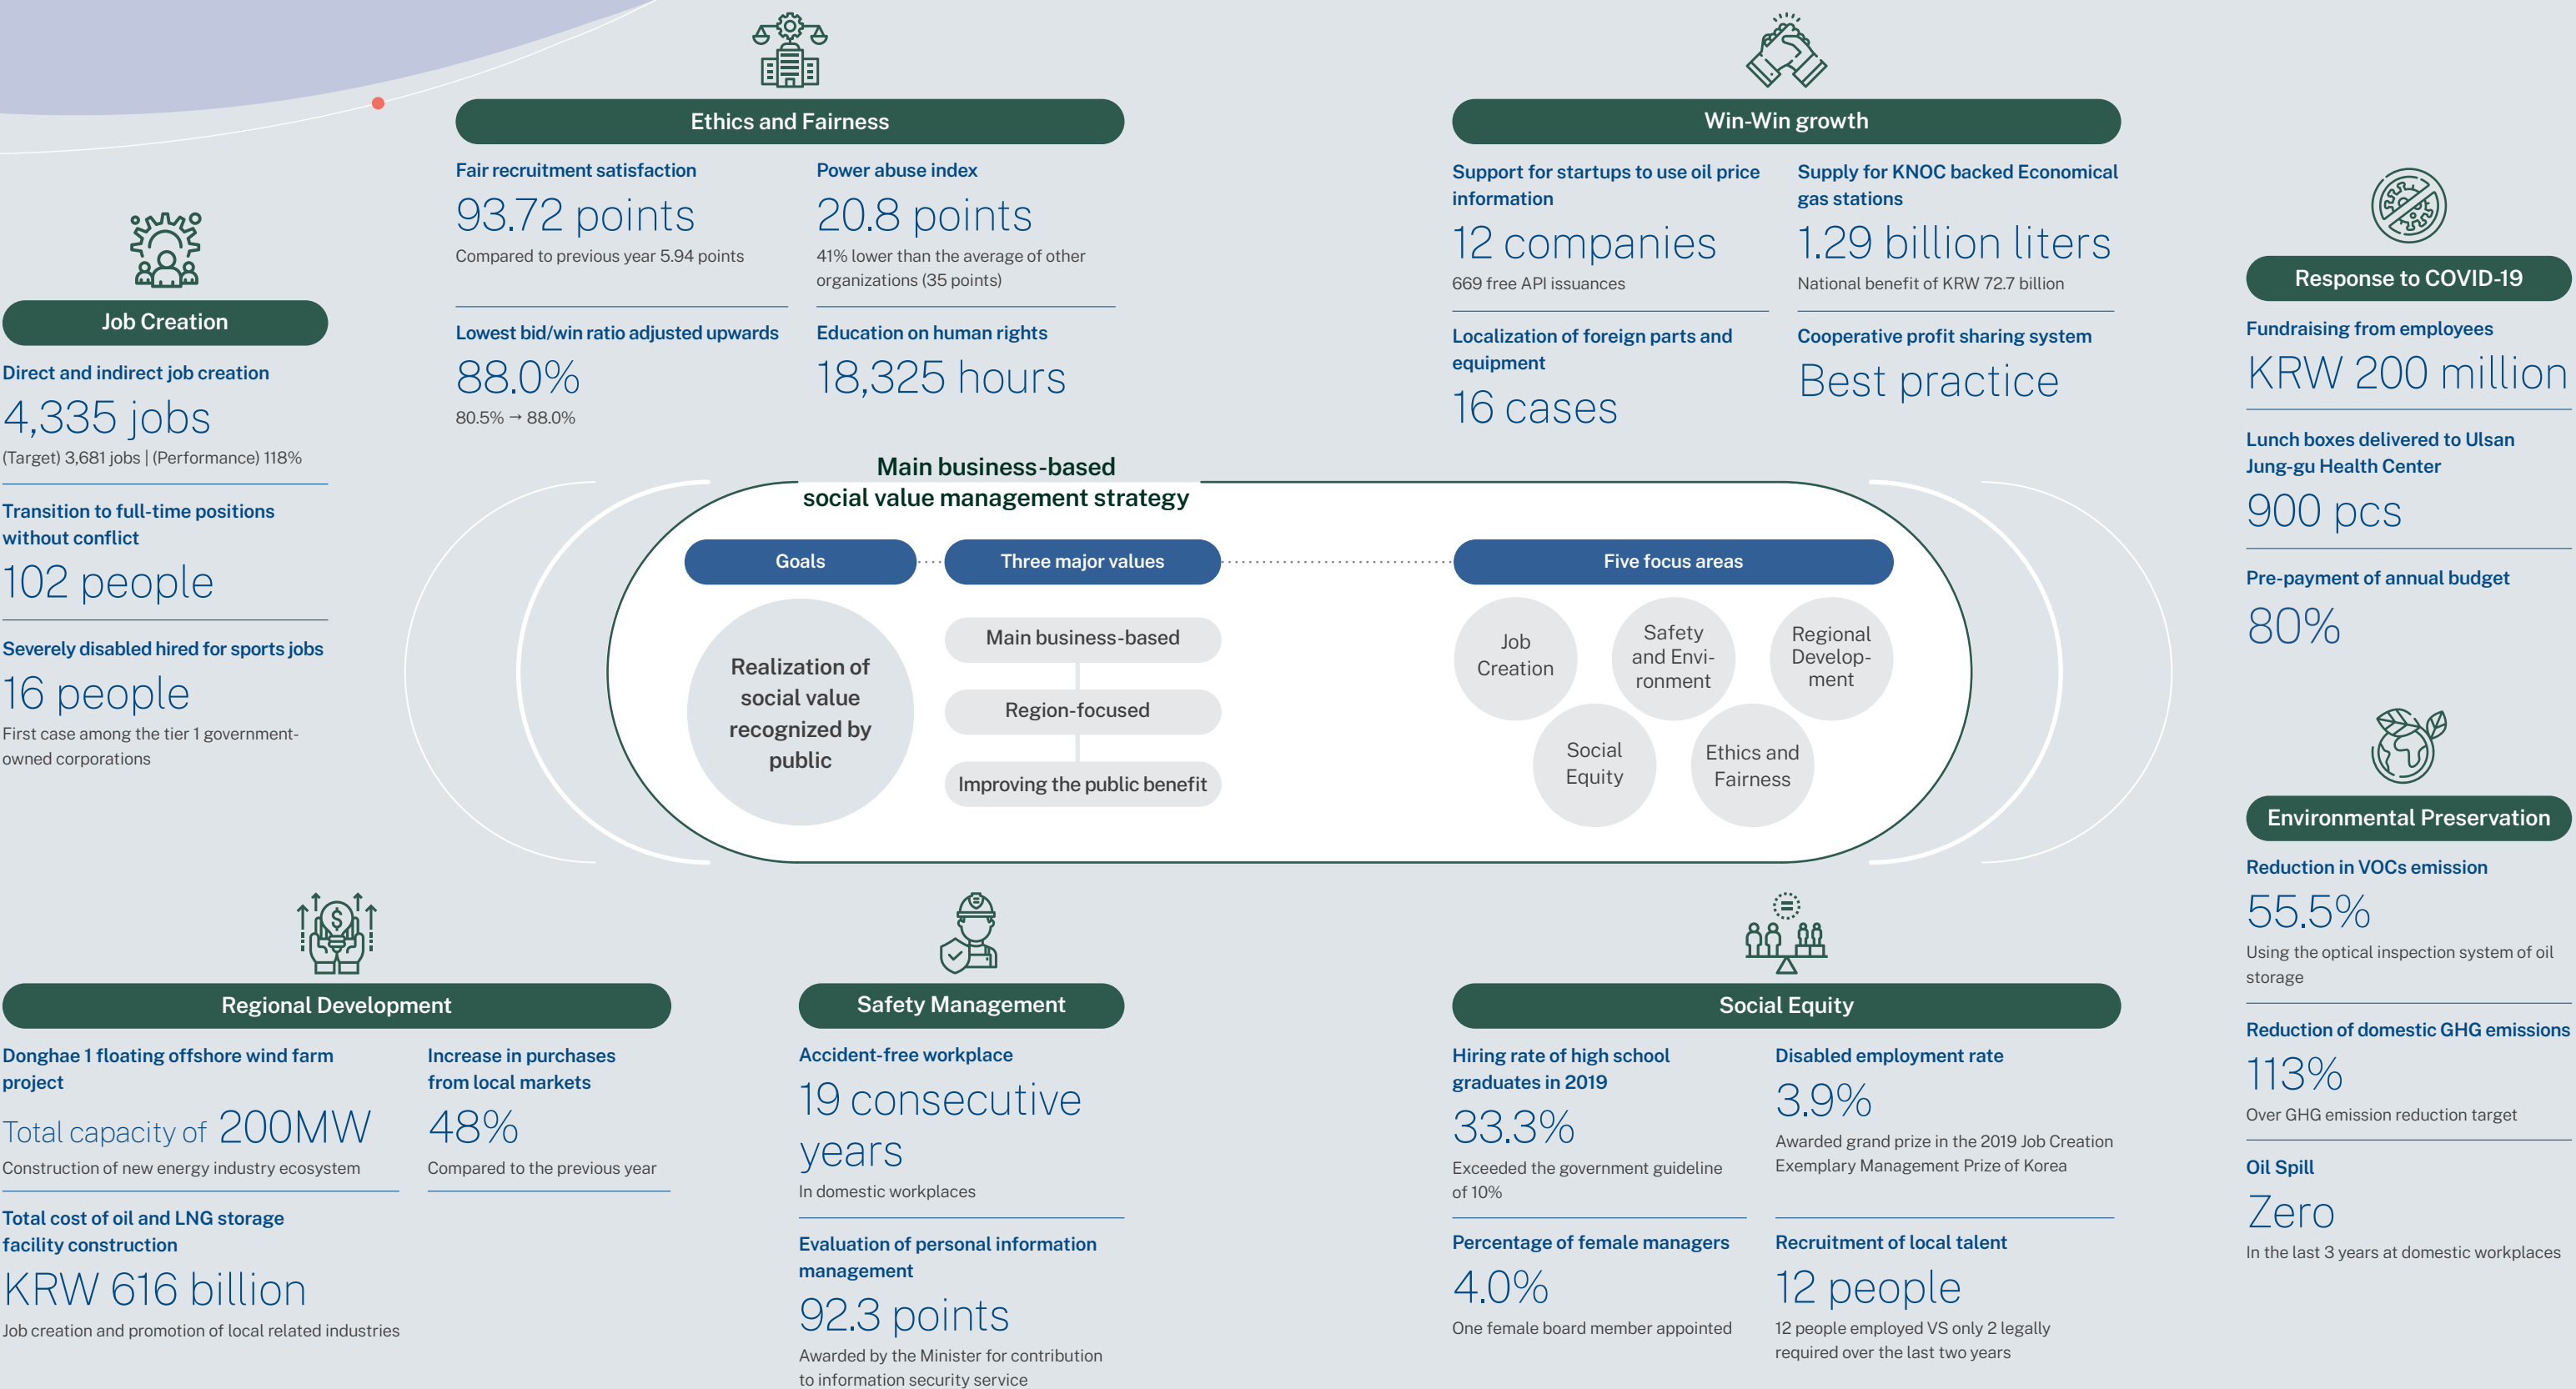 Ethics and Fairness
Fair recruitment satisfaction
93.72 points
Compared to previous year 5.94 points
Power abuse index
20.8 points
41% lower than the average of other
organizations (35 points)
Lowest bid/win ratio adjusted upwards
88.0%
80.5% → 88.0%
Education on human rights
18,325 hours
Win-Win growth
Support for startups to use oil price
information
12 companies
669 free API issuances
Supply for KNOC backed Economical
gas stations
1.29 billion liters
National benefit of KRW 72.7 billion
Localization of foreign parts and
equipment
16 cases
Cooperative profit sharing system
Best practice
Job Creation
Direct and indirect job creation
4,335 jobs
(Target) 3,681 jobs | (Performance) 118%
Transition to full-time positions
without conflict
102 people
Severely disabled hired for sports jobs
16 people
First case among the tier 1 government-
owned corporations
Main business-based
social value management strategy
Goals
Realization of
social value
recognized by
public
Three major values
Main business-based
Region-focused
Improving the public benefit
Five focus areas
Job
Creation
Safety
and Envi-
ronment
Regional
Develop-
ment
Social
Equity
Ethics and
Fairness
Response to COVID-19
Fundraising from employees
KRW 200 million
Lunch boxes delivered to Ulsan
Jung-gu Health Center
900 pcs
Pre-payment of annual budget
80%
Environmental Preservation
Reduction in VOCs emission
55.5%
Using the optical inspection system of oil
storage
Reduction of domestic GHG emissions
113%
Over GHG emission reduction target
Oil Spill
Zero
In the last 3 years at domestic workplaces
Regional Development
Donghae 1 floating offshore wind farm
project
Total capacity of 200MW
Construction of new energy industry ecosystem
Increase in purchases
from local markets
48%
Compared to the previous year
Total cost of oil and LNG storage
facility construction
KRW 616 billion
Job creation and promotion of local related industries
Safety Management
Accident-free workplace
19 consecutive
years
In domestic workplaces
Evaluation of personal information
management
92.3 points
Awarded by the Minister for contribution
to information security service
Social Equity
Hiring rate of high school
graduates in 2019
33.3%
Exceeded the government guideline
of 10%
Disabled employment rate
3.9%
Awarded grand prize in the 2019 Job Creation
Exemplary Management Prize of Korea
Percentage of female managers
4.0%
One female board member appointed
Recruitment of local talent
12 people
12 people employed VS only 2 legally
required over the last two years